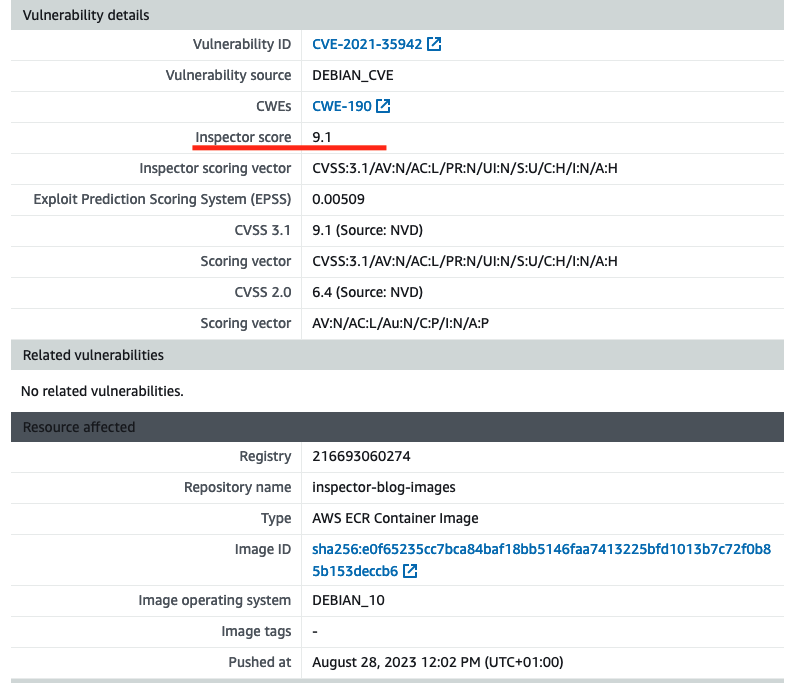 Vulnerability details
Vulnerability ID CVE-2021-35942
Vulnerability source DEBIAN_CVE
CWEs CWE-190
Inspector score 9.1
Inspector scoring vector CVSS:3.1/AV:N/AC:L/PR:N/UI:N/S:U/C:H/I:N/A:H
Exploit Prediction Scoring System (EPSS) 0.00509
CVSS 3.1 9.1 (Source: NVD)
Scoring vector CVSS:3.1/AV:N/AC:L/PR:N/UI:N/S:U/C:H/I:N/A:H
CVSS 2.0 6.4 (Source: NVD)
Scoring vector AV:N/AC:L/Au:N/C:P/I:N/A:P
Related vulnerabilities
No related vulnerabilities.
Resource affected
Registry 216693060274
Repository name inspector-blog-images
Type AWS ECR Container Image
Image ID sha256:e0f65235cc7bca84baf18bb5146faa7413225bfd1013b7c72f0b8
5b153deccb6
Image operating system DEBIAN_10
Image tags -
Pushed at August 28, 2023 12:02 PM (UTC+01:00)